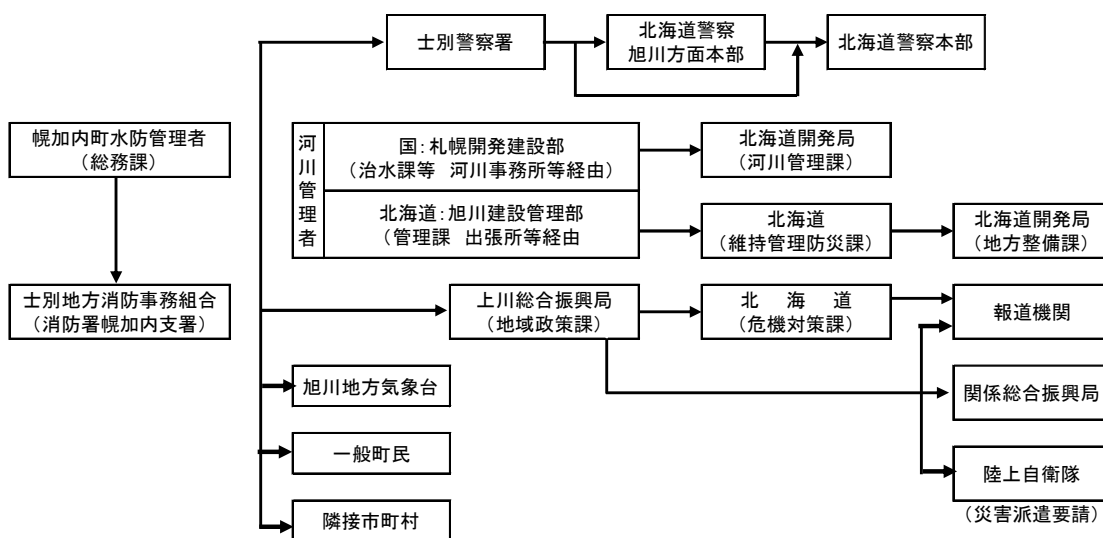 士別警察署
北海道警察
旭川方面本部
北海道警察本部
幌加内町水防管理者
(総務課)
河川管理者
国：札幌開発建設部
(治水課等　河川事務所等経由)
北海道開発局
(河川管理課)
北海道：旭川建設管理部
(管理課　出張所等経由
北海道
(維持管理防災課)
北海道開発局
(地方整備課)
士別地方消防事務組合
(消防署幌加内支署)
上川総合振興局
(地域政策課)
北　海　道
(危機対策課)
報道機関
旭川地方気象台
関係総合振興局
一般町民
陸上自衛隊
(災害派遣要請)
隣接市町村